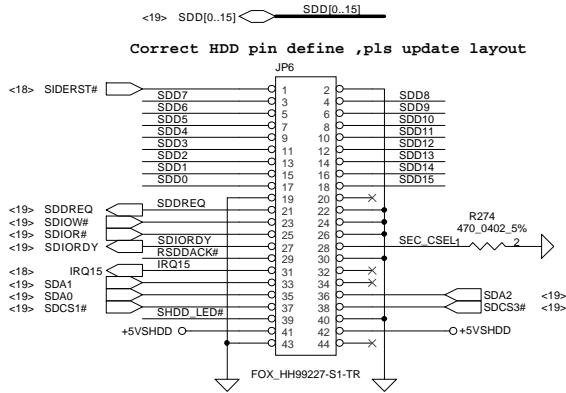 <19> SDD[0..15] SDD[0..15]
Correct HDD pin define ,pls update layout
JP6
<18> SIDERST# 1 2
SDD7 3 4 SDD8
SDD6 5 6 SDD9
SDD5 7 8 SDD10
SDD4 9 10 SDD11
SDD3 11 12 SDD12
SDD2 13 14 SDD13
SDD1 15 16 SDD14
SDD0 17 18 SDD15
19 20
<19> SDDREQ SDDREQ 21 22
<19> SDIOW# 23 24
<19> SDIOR# 25 26
<19> SDIORDY SDIORDY 27 28 SEC_CSEL 1 2
R274
470_0402_5%
RSDDACK# 29 30
<18> IRQ15 IRQ15 31 32
<19> SDA1 33 34
<19> SDA0 35 36 SDA2 <19>
<19> SDCS1# 37 38 SDCS3# <19>
SHDD_LED# 39 40
+5VSHDD 41 42 +5VSHDD
43 44
FOX_HH99227-S1-TR